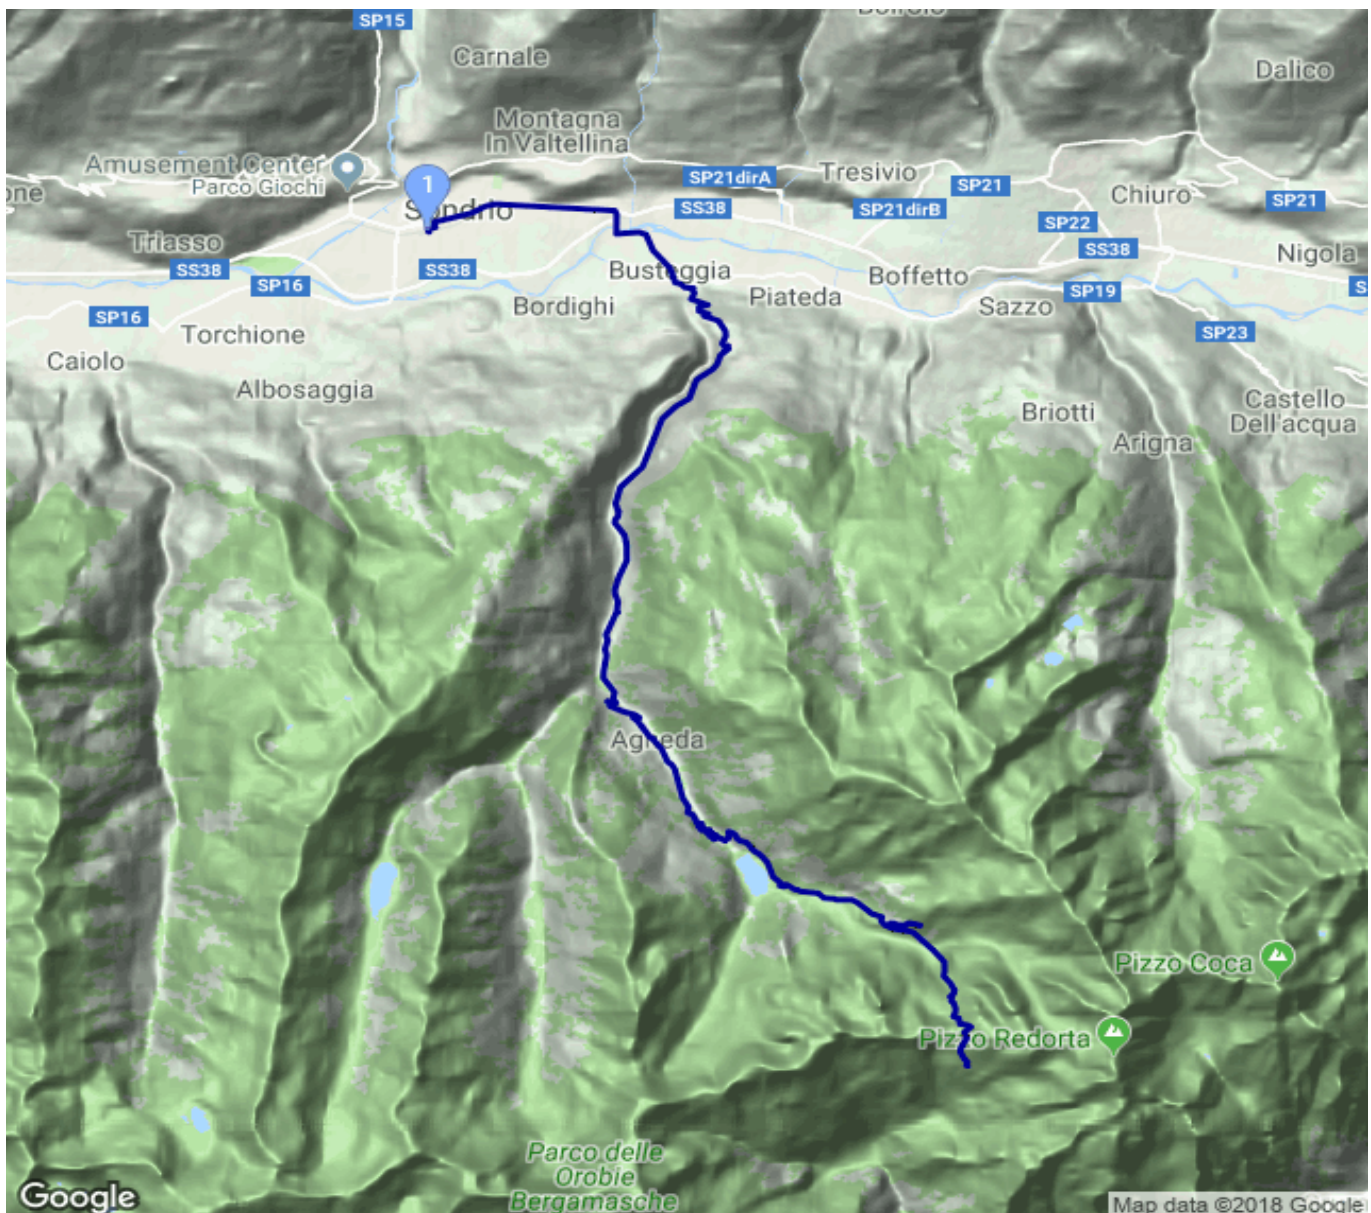 SP15
Carnale
Dalico
Montagna
In Valtellina
Amusement Center
Parco Giochi
Tresivio
SP21dirA
SP21
Chiuro
SP21
1
Sondrio
SS38
SP21dirB
SP22
SS38
Triasso
Nigola
SS38
SS38
Busteggia
Boffetto
SP16
Piateda
SP19
Bordighi
Sazzo
SP16
SP23
Torchione
Caiolo
Albosaggia
Castello
Dell'acqua
Briotti
Arigna
Agneda
Pizzo Coca
Pizzo Redorta
Parco delle
Orobie
Bergamasche
Google
Map data ©2018 Google